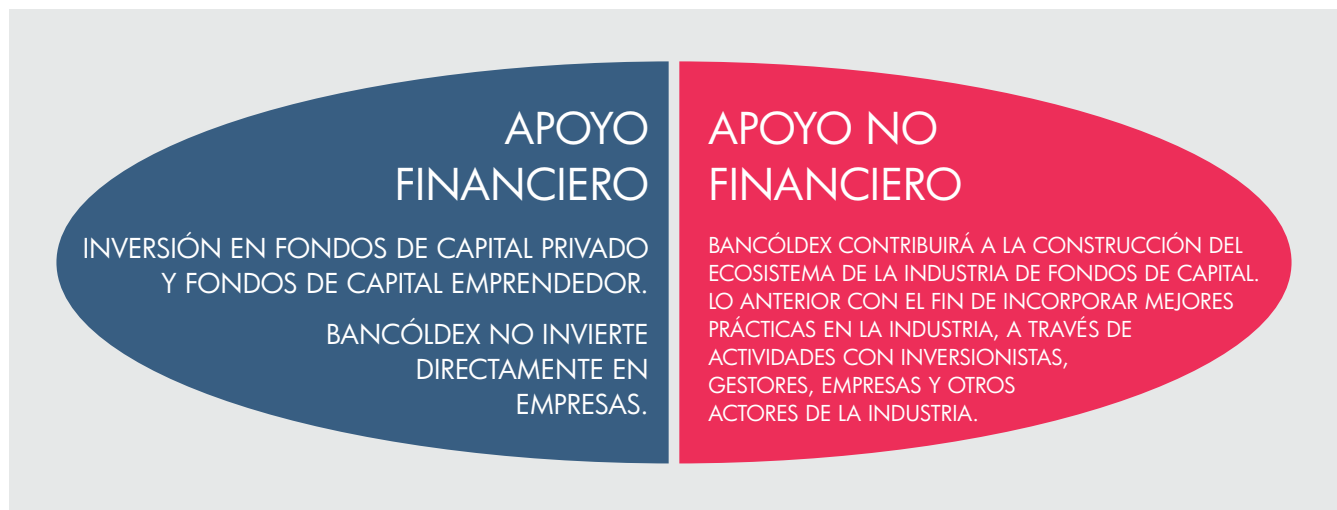 APOYO
FINANCIERO
INVERSIÓN EN FONDOS DE CAPITAL PRIVADO
Y FONDOS DE CAPITAL EMPRENDEDOR.
BANCÓLDEX NO INVIERTE
DIRECTAMENTE EN
EMPRESAS.
APOYO NO
FINANCIERO
BANCÓLDEX CONTRIBUIRÁ A LA CONSTRUCCIÓN DEL
ECOSISTEMA DE LA INDUSTRIA DE FONDOS DE CAPITAL.
LO ANTERIOR CON EL FIN DE INCORPORAR MEJORES
PRÁCTICAS EN LA INDUSTRIA, A TRAVÉS DE
ACTIVIDADES CON INVERSIONISTAS,
GESTORES, EMPRESAS Y OTROS
ACTORES DE LA INDUSTRIA.